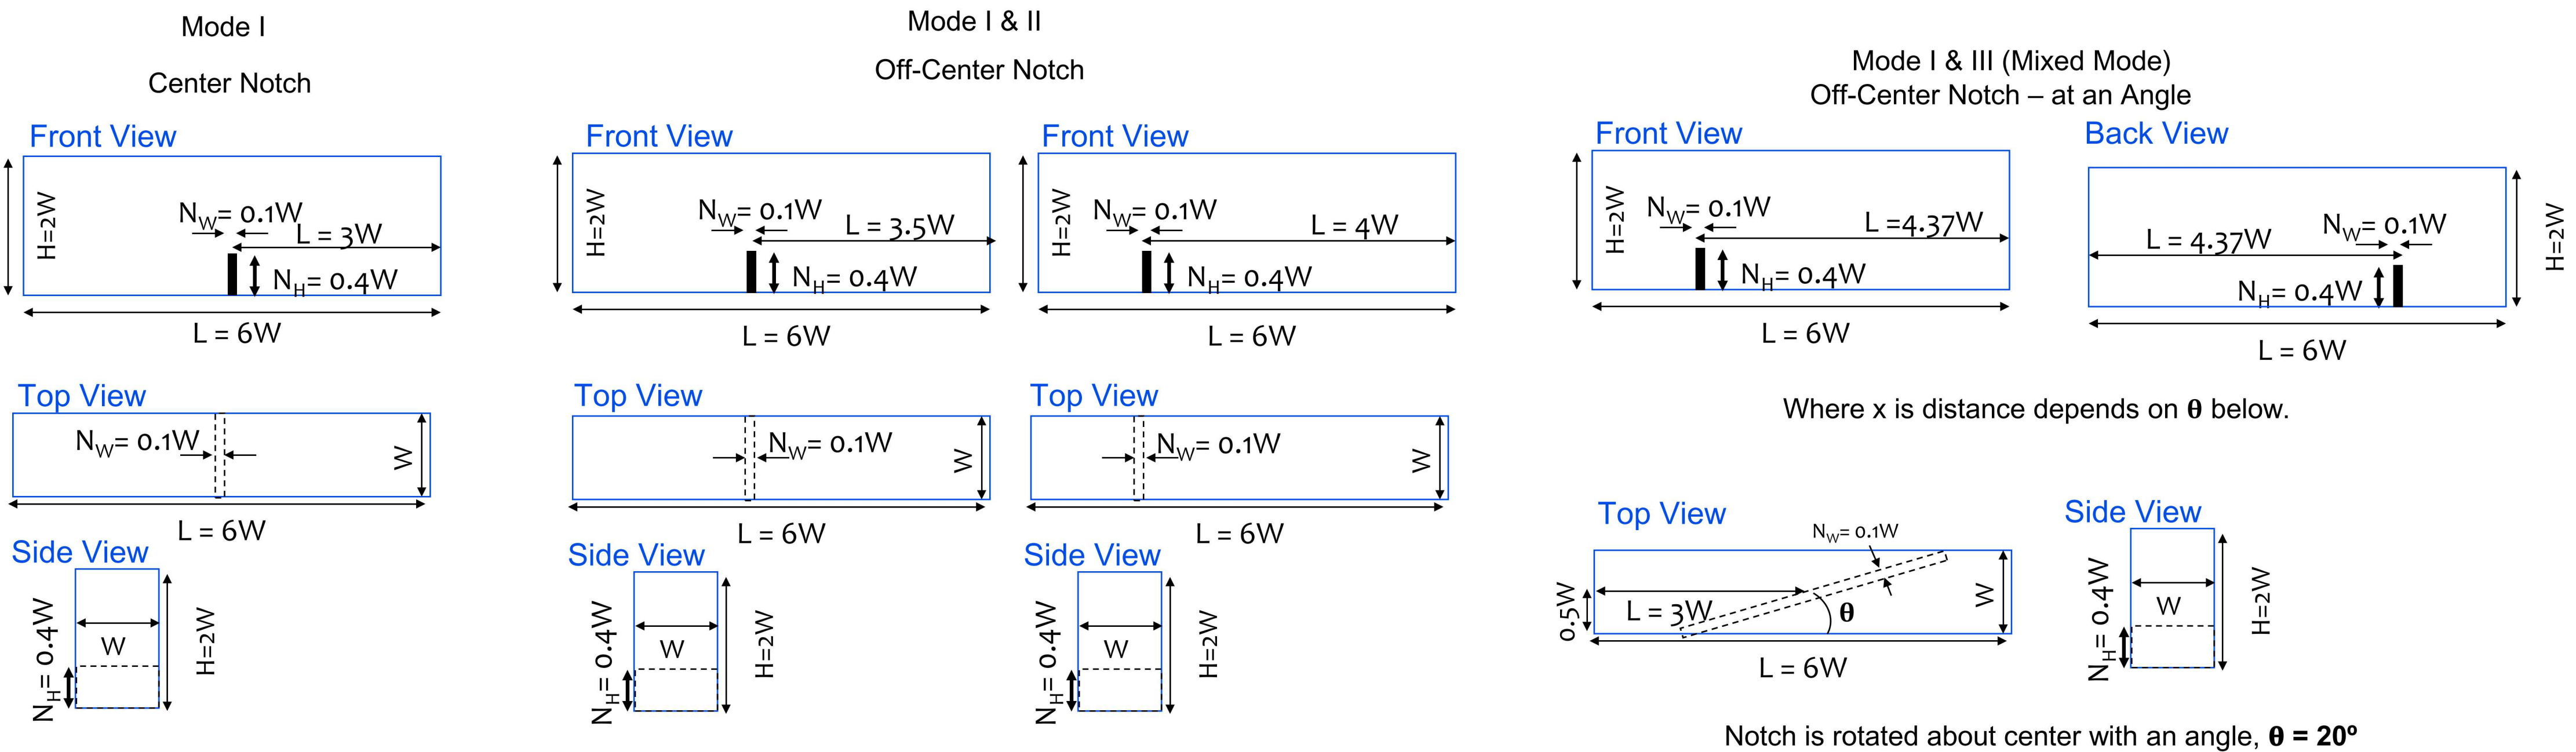 Mode I
Center Notch
Front View
H=2W
NW= 0.1W
L = 3W
NH= 0.4W
L = 6W
Top View
NW= 0.1W
W
L = 6W
Side View
NH= 0.4W
W
H=2W
Mode I & II
Off-Center Notch
Front View
H=2W
NW= 0.1W
L = 3.5W
NH= 0.4W
L = 6W
Front View
H=2W
NW= 0.1W
L = 4W
NH= 0.4W
L = 6W
Top View
NW= 0.1W
W
L = 6W
Top View
NW= 0.1W
W
L = 6W
Side View
NH= 0.4W
W
H=2W
Side View
NH= 0.4W
W
H=2W
Mode I & III (Mixed Mode)
Off-Center Notch – at an Angle
Front View
H=2W
NW= 0.1W
L =4.37W
NH= 0.4W
L = 6W
Back View
L = 4.37W
NW= 0.1W
NH= 0.4W
H=2W
L = 6W
Where x is distance depends on θ below.
Top View
NW= 0.1W
0.5W
L = 3W
θ
W
L = 6W
Side View
NH= 0.4W
W
H=2W
Notch is rotated about center with an angle, θ = 20º